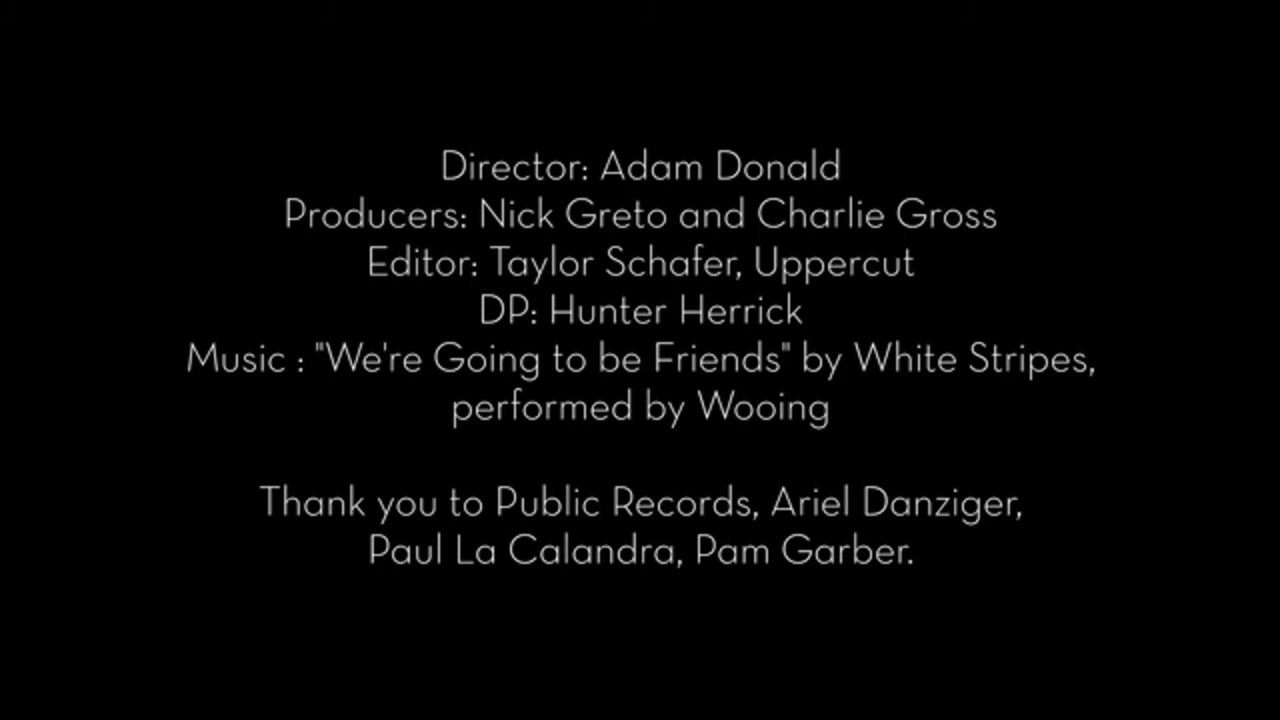 Director: Adam Donald
Producers: Nick Greto and Charlie Gross
Editor: Taylor Schafer, Uppercut
DP: Hunter Herrick
Music : "We're Going to be Friends" by White Stripes,
performed by Wooing
Thank you to Public Records, Ariel Danziger,
Paul La Calandra, Pam Garber.